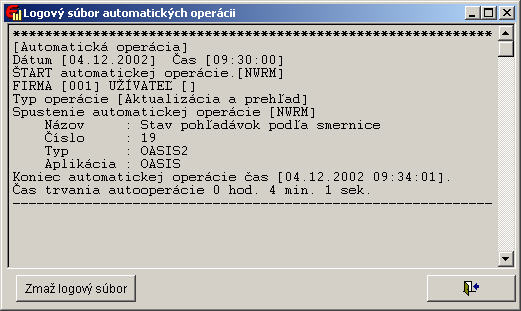 Logový súbor automatických operácii
************************************************************
[Automatická operácia]
Dátum [04.12.2002]  Čas [09:30:00]
ŠTART automatickej operácie.[NWRM]
FIRMA [001] UŽÍVATEĽ []
Typ operácie [Aktualizácia a prehľad]
Spustenie automatickej operácie [NWRM]
    Názov     : Stav pohľadávok podľa smernice
    Číslo     : 19
    Typ       : OASIS2
    Aplikácia : OASIS
Koniec automatickej operácie čas [04.12.2002 09:34:01].
Čas trvania autooperácie 0 hod. 4 min. 1 sek.
------------------------------------------------------------
Zmaž logový súbor